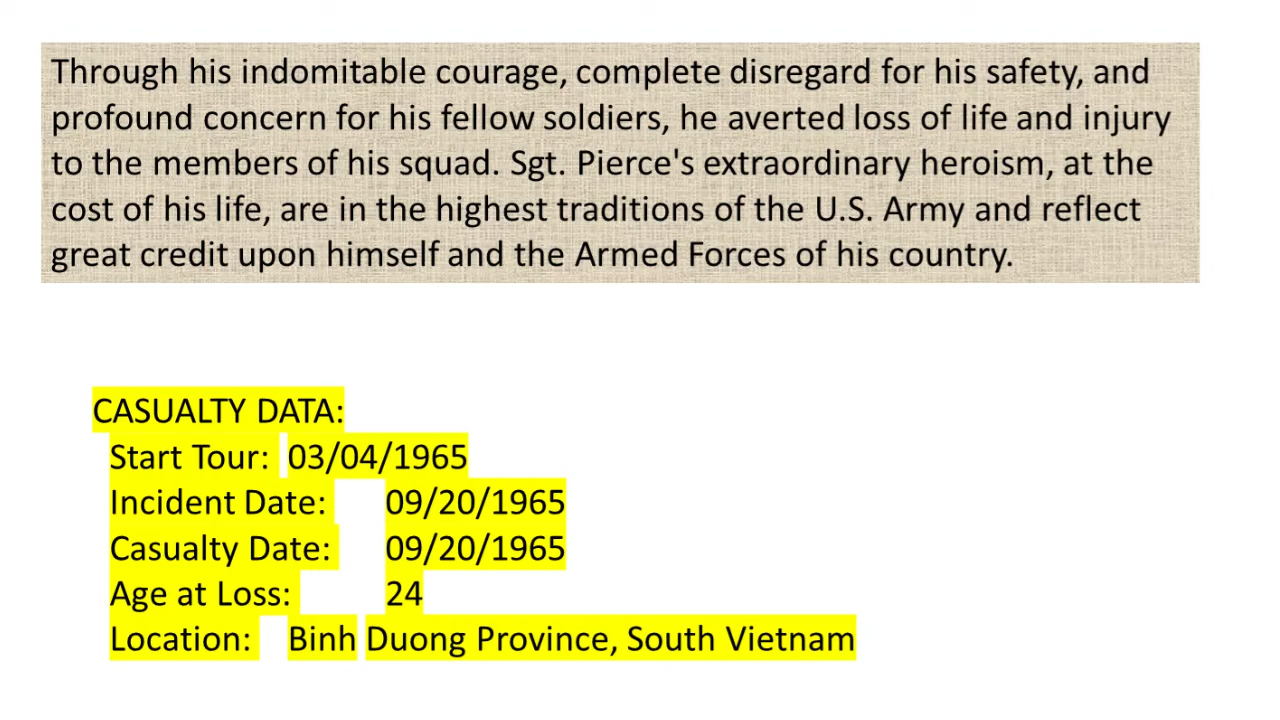 Through his indomitable courage, complete disregard for his safety, and
profound concern for his fellow soldiers, he averted loss of life and injury
to the members of his squad. Sgt. Pierce's extraordinary heroism, at the
cost of his life, are in the highest traditions of the U.S. Army and reflect
great credit upon himself and the Armed Forces of his country.
CASUALTY DATA:
Start Tour: 03/04/1965
Incident Date: 09/20/1965
Casualty Date: 09/20/1965
Age at Loss: 24
Location: Binh Duong Province, South Vietnam